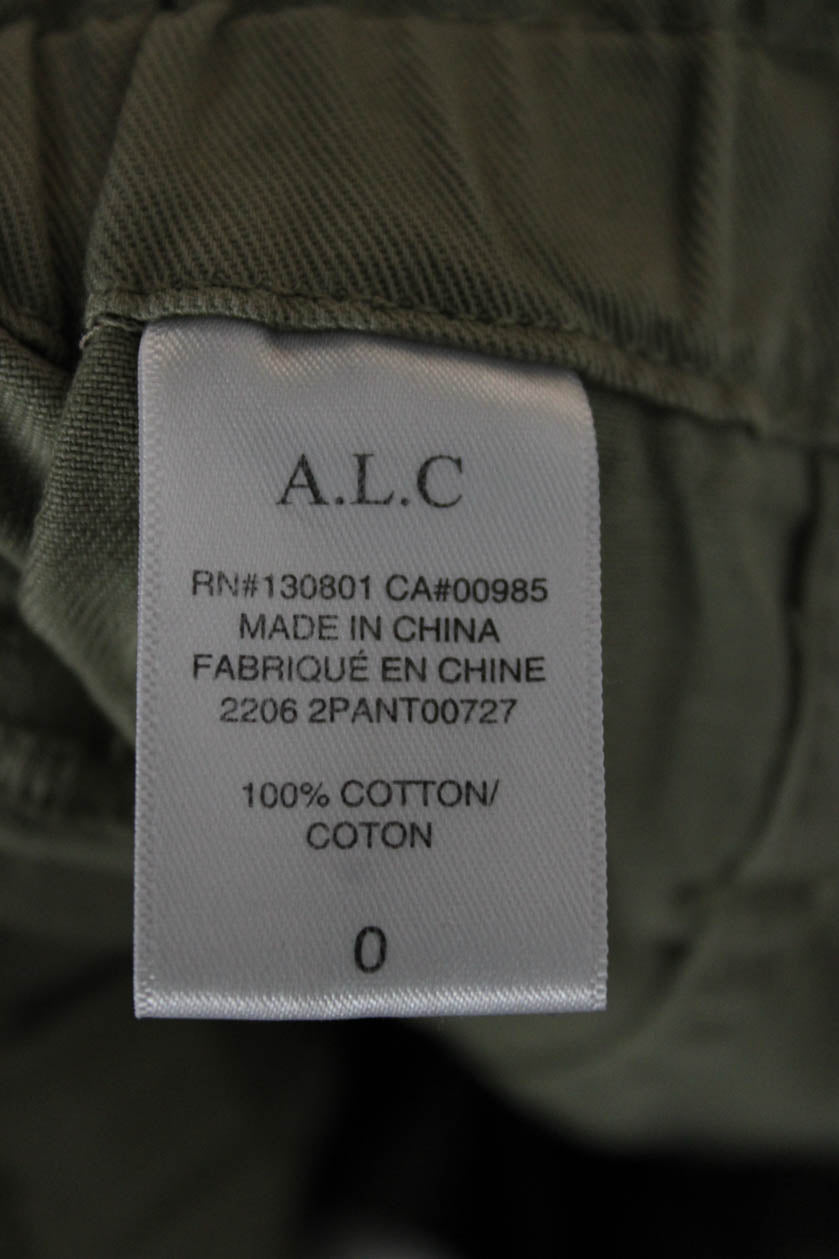 A.L.C
RN#130801 CA#00985
MADE IN CHINA
FABRIQUÉ EN CHINE
2206 2PANT00727
100% COTTON/
COTON
0